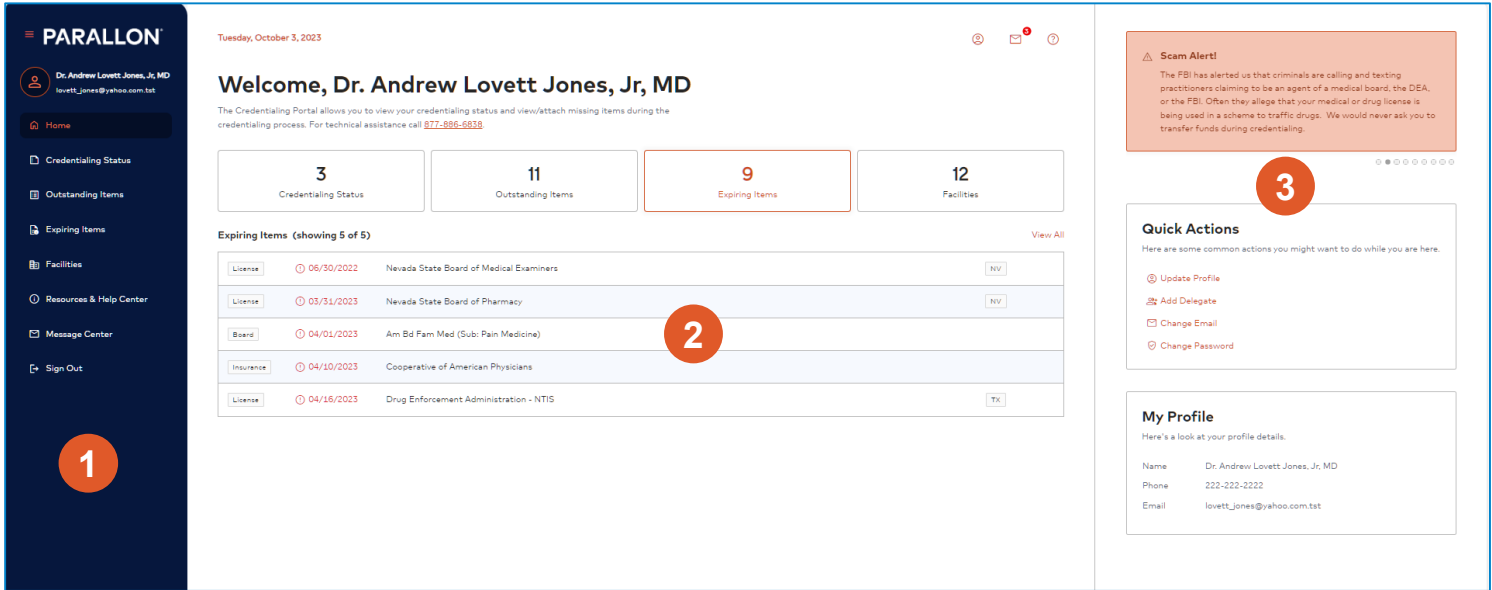 PARALLON
Dr. Andrew Lovett Jones, Jr, MD
lovett_jones@yahoo.com.tst
Home
Credentialing Status
Outstanding Items
Expiring Items
Facilities
Resources & Help Center
Message Center
Sign Out
1
Tuesday, October 3, 2023
3
Welcome, Dr. Andrew Lovett Jones, Jr, MD
The Credentialing Portal allows you to view your credentialing status and view/attach missing items during the
credentialing process. For technical assistance call 877-886-6838.
3 11 9 12
Credentialing Status Outstanding Items Expiring Items Facilities
Expiring Items (showing 5 of 5) View All
License 06/30/2022 Nevada State Board of Medical Examiners NV
License 03/31/2023 Nevada State Board of Pharmacy NV
Board 04/01/2023 Am Bd Fam Med (Sub: Pain Medicine)
Insurance 04/10/2023 Cooperative of American Physicians
License 04/16/2023 Drug Enforcement Administration - NTIS TX
2
Scam Alert!
The FBI has alerted us that criminals are calling and texting
practitioners claiming to be an agent of a medical board, the DEA,
or the FBI. Often they allege that your medical or drug license is
being used in a scheme to traffic drugs. We would never ask you to
transfer funds during credentialing.
3
Quick Actions
Here are some common actions you might want to do while you are here.
Update Profile
Add Delegate
Change Email
Change Password
My Profile
Here's a look at your profile details.
Name Dr. Andrew Lovett Jones, Jr, MD
Phone 222-222-2222
Email lovett_jones@yahoo.com.tst